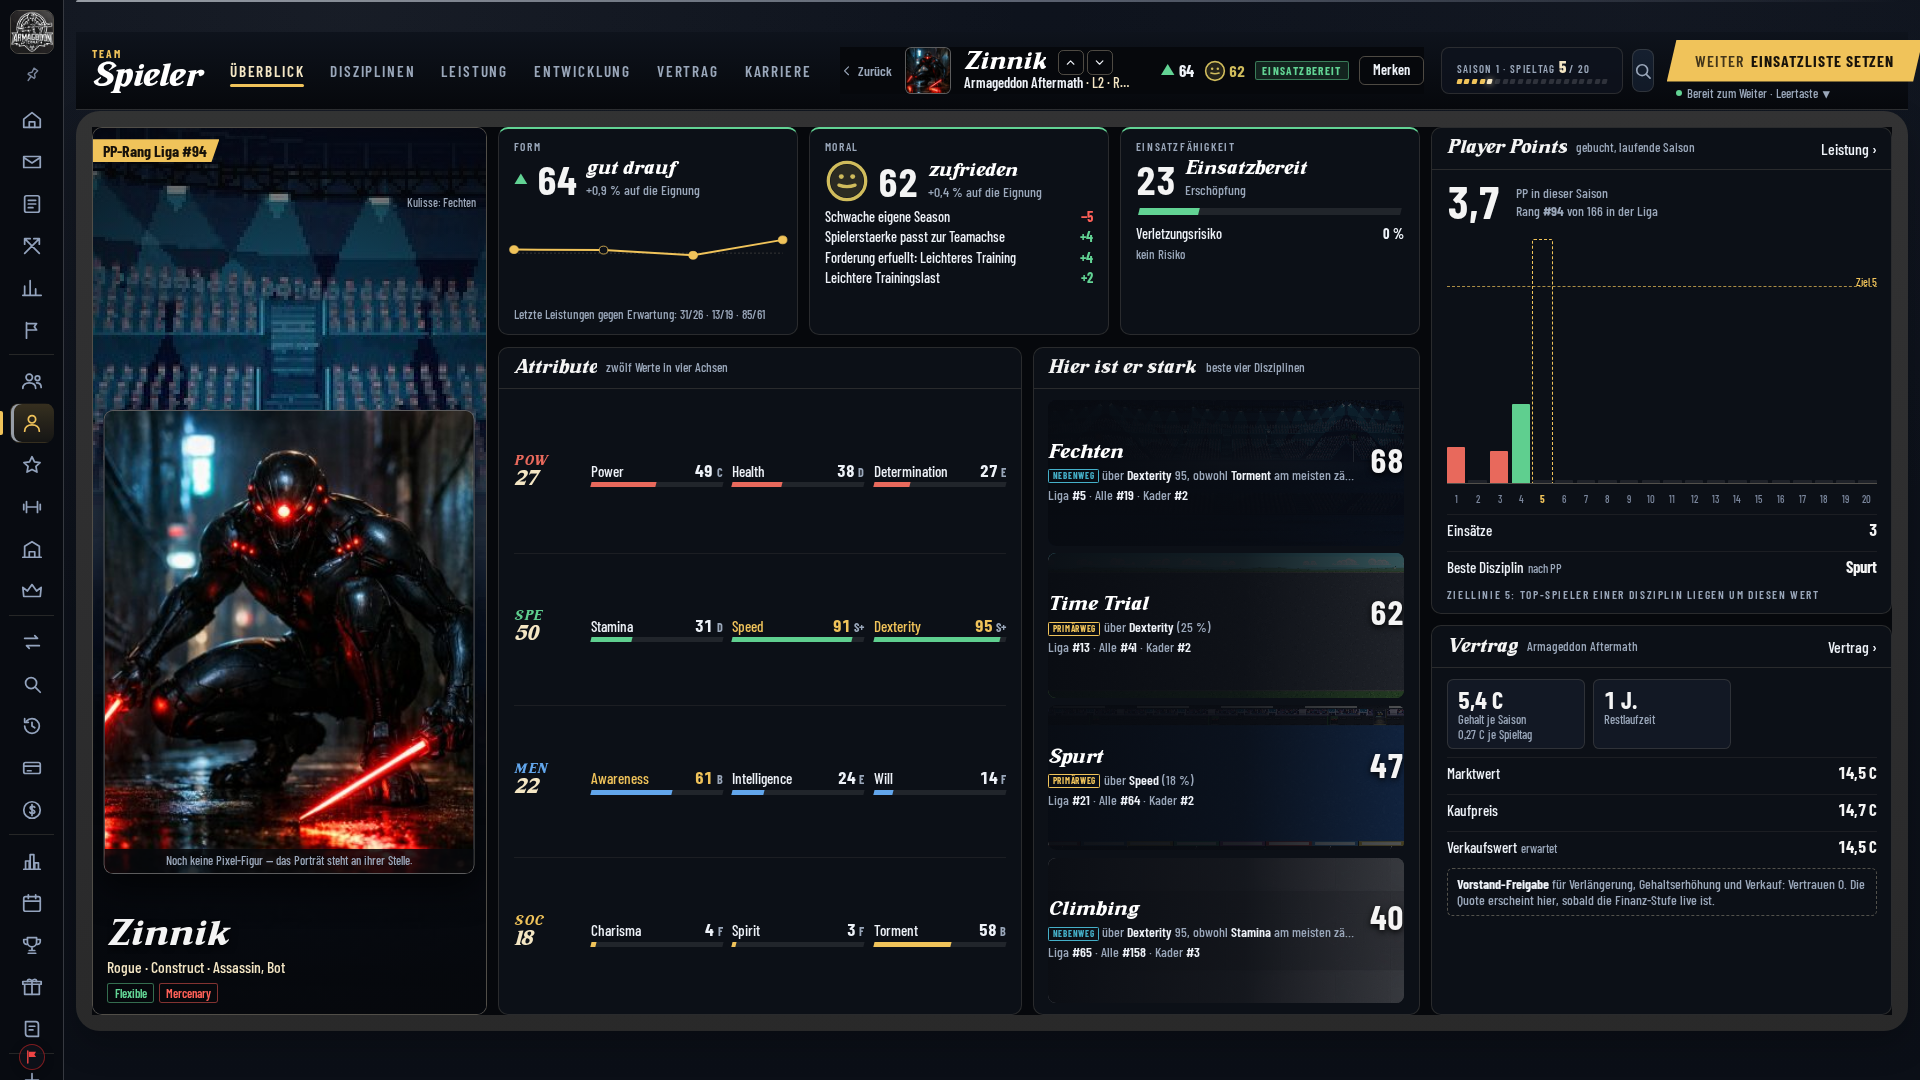 ARMAGEDDON
TEAM
Spieler
ÜBERBLICK
DISZIPLINEN
LEISTUNG
ENTWICKLUNG
VERTRAG
KARRIERE
Zurück
Zinnik
Armageddon Aftermath · L2 · R…
64
62
EINSATZBEREIT
Merken
SAISON 1 · SPIELTAG 5 / 20
WEITER EINSATZLISTE SETZEN
Bereit zum Weiter · Leertaste ▼
PP-Rang Liga #94
Kulisse: Fechten
Noch keine Pixel-Figur — das Porträt steht an ihrer Stelle.
Zinnik
Rogue · Construct · Assassin, Bot
Flexible
Mercenary
FORM
64 gut drauf
+0,9 % auf die Eignung
Letzte Leistungen gegen Erwartung: 31/26 · 13/19 · 85/61
MORAL
62 zufrieden
+0,4 % auf die Eignung
Schwache eigene Season −5
Spielerstaerke passt zur Teamachse +4
Forderung erfuellt: Leichteres Training +4
Leichtere Trainingslast +2
EINSATZFÄHIGKEIT
23 Einsatzbereit
Erschöpfung
Verletzungsrisiko 0 %
kein Risiko
Attribute zwölf Werte in vier Achsen
POW
27
Power 49 C
Health 38 D
Determination 27 E
SPE
50
Stamina 31 D
Speed 91 S+
Dexterity 95 S+
MEN
22
Awareness 61 B
Intelligence 24 E
Will 14 F
SOC
18
Charisma 4 F
Spirit 3 F
Torment 58 B
Hier ist er stark beste vier Disziplinen
Fechten 68
NEBENWEG über Dexterity 95, obwohl Torment am meisten zä…
Liga #5 · Alle #19 · Kader #2
Time Trial 62
PRIMÄRWEG über Dexterity (25 %)
Liga #13 · Alle #41 · Kader #2
Spurt 47
PRIMÄRWEG über Speed (18 %)
Liga #21 · Alle #64 · Kader #2
Climbing 40
NEBENWEG über Dexterity 95, obwohl Stamina am meisten zä…
Liga #65 · Alle #158 · Kader #3
Player Points gebucht, laufende Saison
Leistung ›
3,7
PP in dieser Saison
Rang #94 von 166 in der Liga
Ziel 5
1 2 3 4 5 6 7 8 9 10 11 12 13 14 15 16 17 18 19 20
Einsätze 3
Beste Disziplin nach PP Spurt
ZIELLINIE 5: TOP-SPIELER EINER DISZIPLIN LIEGEN UM DIESEN WERT
Vertrag Armageddon Aftermath
Vertrag ›
5,4 C
Gehalt je Saison
0,27 C je Spieltag
1 J.
Restlaufzeit
Marktwert 14,5 C
Kaufpreis 14,7 C
Verkaufswert erwartet 14,5 C
Vorstand-Freigabe für Verlängerung, Gehaltserhöhung und Verkauf: Vertrauen 0. Die
Quote erscheint hier, sobald die Finanz-Stufe live ist.